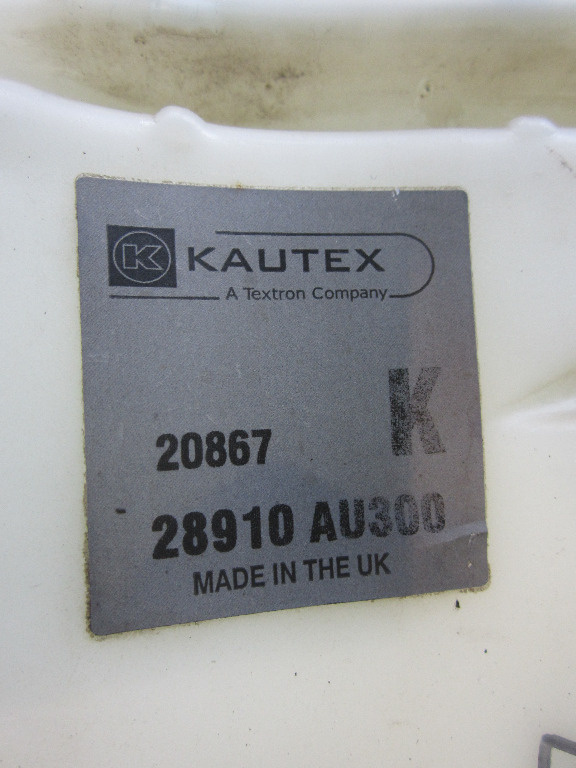 K KAUTEX
A Textron Company
K
20867
28910 AU300
MADE IN THE UK